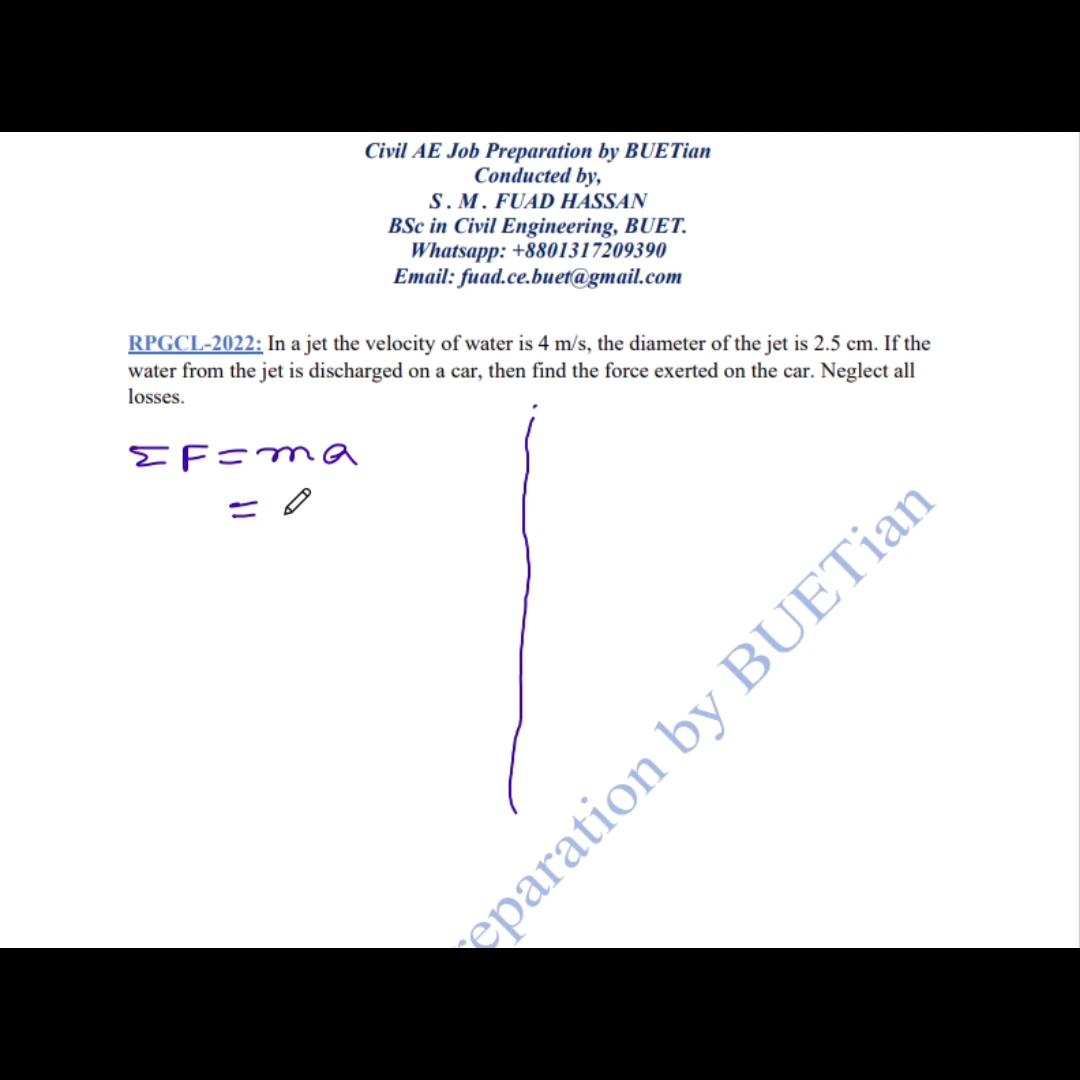 Civil AE Job Preparation by BUETian
Conducted by,
S . M . FUAD HASSAN
BSc in Civil Engineering, BUET.
Whatsapp: +8801317209390
Email: fuad.ce.buet@gmail.com
RPGCL-2022: In a jet the velocity of water is 4 m/s, the diameter of the jet is 2.5 cm. If the
water from the jet is discharged on a car, then find the force exerted on the car. Neglect all
losses.
Σ F = m a
=
eparation by BUETian